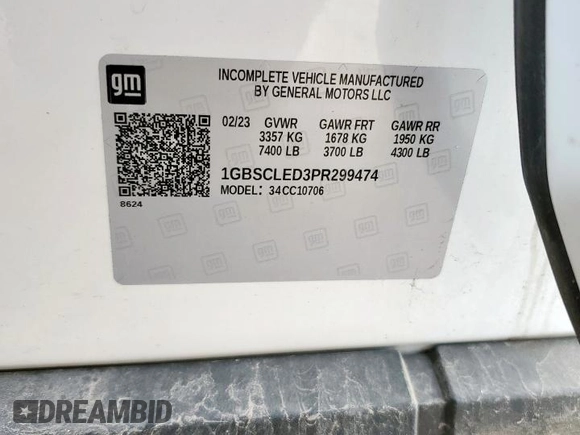 gm
INCOMPLETE VEHICLE MANUFACTURED
BY GENERAL MOTORS LLC
02/23 GVWR GAWR FRT GAWR RR
3357 KG 1678 KG 1950 KG
7400 LB 3700 LB 4300 LB
1GBSCLED3PR299474
MODEL: 34CC10706
8624
DREAMBID